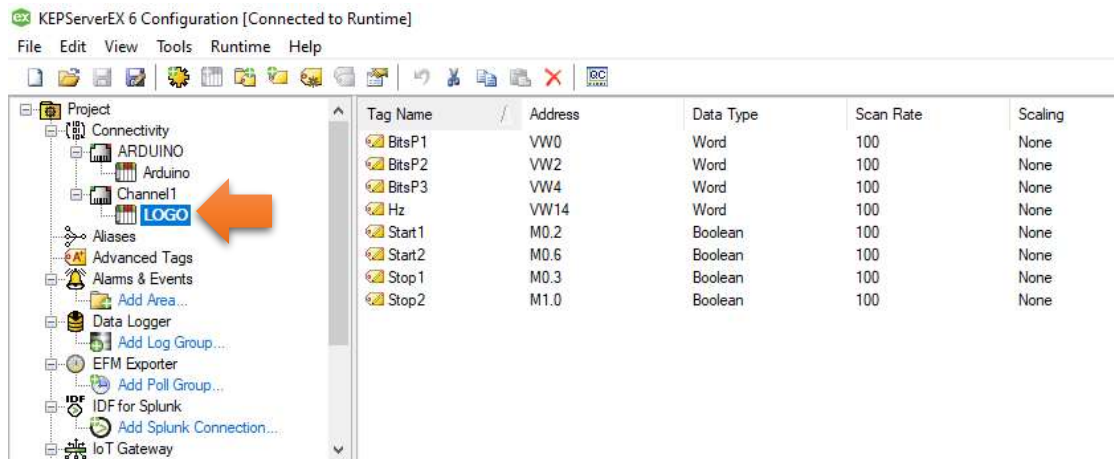 KEPServerEX 6 Configuration [Connected to Runtime]
File Edit View Tools Runtime Help
QC
Project
Connectivity
ARDUINO
Arduino
Channel1
LOGO
Aliases
Advanced Tags
Alarms & Events
Add Area...
Data Logger
Add Log Group...
EFM Exporter
Add Poll Group...
IDF for Splunk
Add Splunk Connection...
IoT Gateway
Tag Name Address Data Type Scan Rate Scaling
BitsP1 VW0 Word 100 None
BitsP2 VW2 Word 100 None
BitsP3 VW4 Word 100 None
Hz VW14 Word 100 None
Start1 M0.2 Boolean 100 None
Start2 M0.6 Boolean 100 None
Stop1 M0.3 Boolean 100 None
Stop2 M1.0 Boolean 100 None